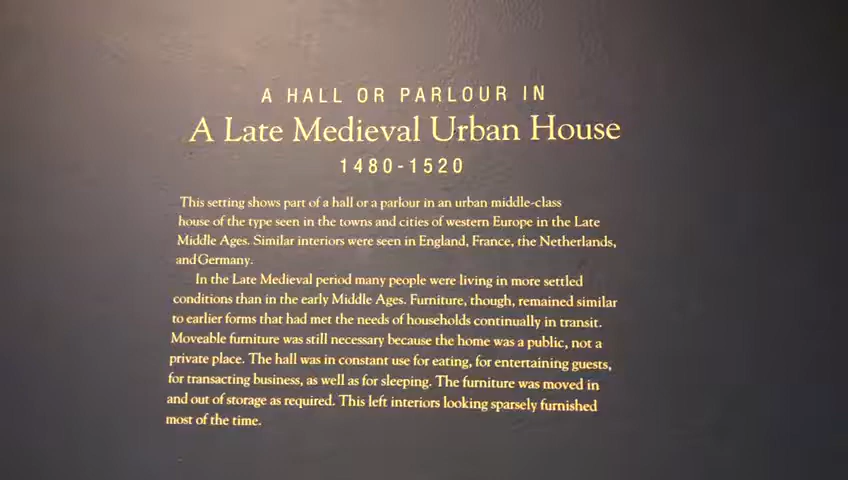 A HALL OR PARLOUR IN
A Late Medieval Urban House
1480-1520
This setting shows part of a hall or a parlour in an urban middle-class
house of the type seen in the towns and cities of western Europe in the Late
Middle Ages. Similar interiors were seen in England, France, the Netherlands,
and Germany.
In the Late Medieval period many people were living in more settled
conditions than in the early Middle Ages. Furniture, though, remained similar
to earlier forms that had met the needs of households continually in transit.
Moveable furniture was still necessary because the home was a public, not a
private place. The hall was in constant use for eating, for entertaining guests,
for transacting business, as well as for sleeping. The furniture was moved in
and out of storage as required. This left interiors looking sparsely furnished
most of the time.